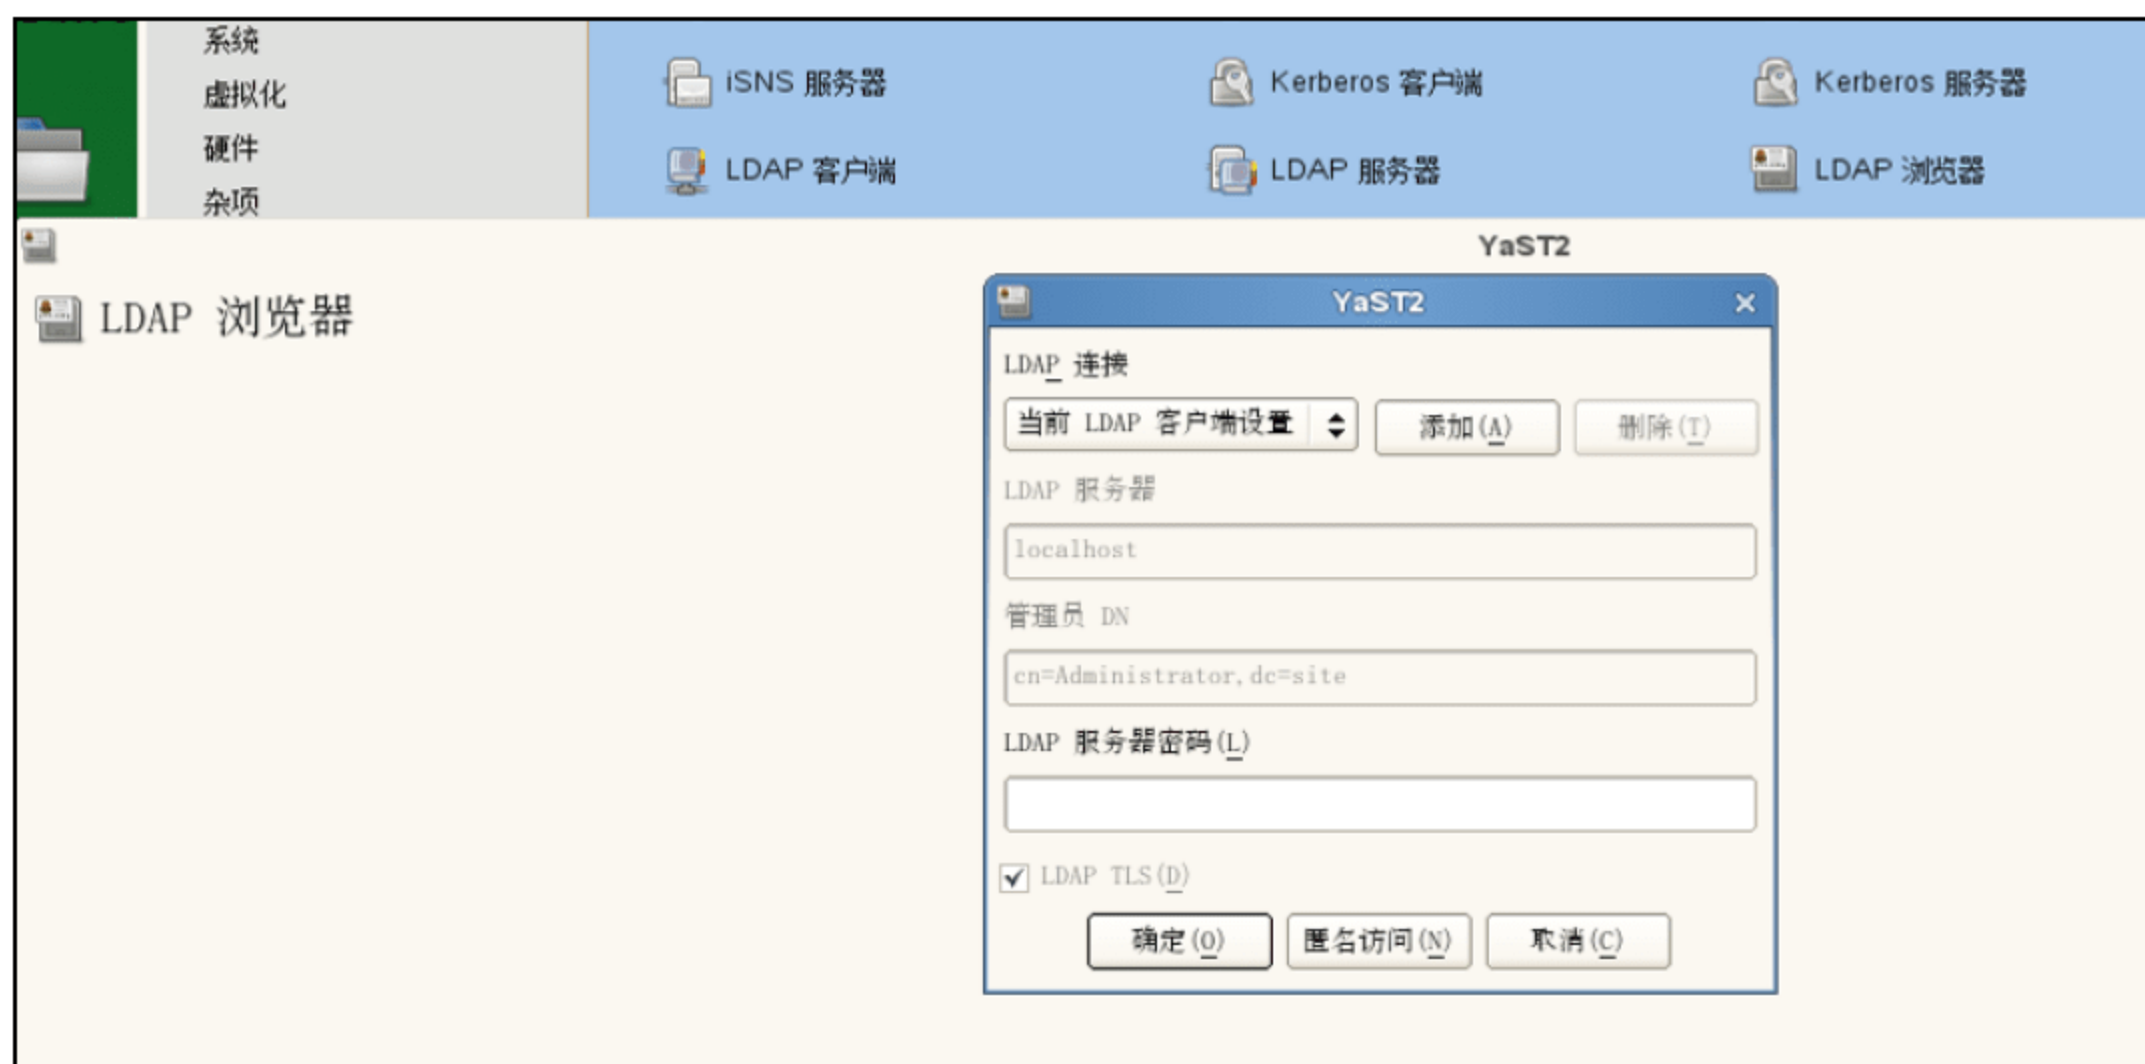 系统
虚拟化
硬件
杂项
iSNS 服务器
Kerberos 客户端
Kerberos 服务器
LDAP 客户端
LDAP 服务器
LDAP 浏览器
YaST2
LDAP 浏览器
YaST2
LDAP 连接
当前 LDAP 客户端设置
添加(A)
删除(T)
LDAP 服务器
localhost
管理员 DN
cn=Administrator,dc=site
LDAP 服务器密码(L)
LDAP TLS(D)
确定(O)
匿名访问(N)
取消(C)